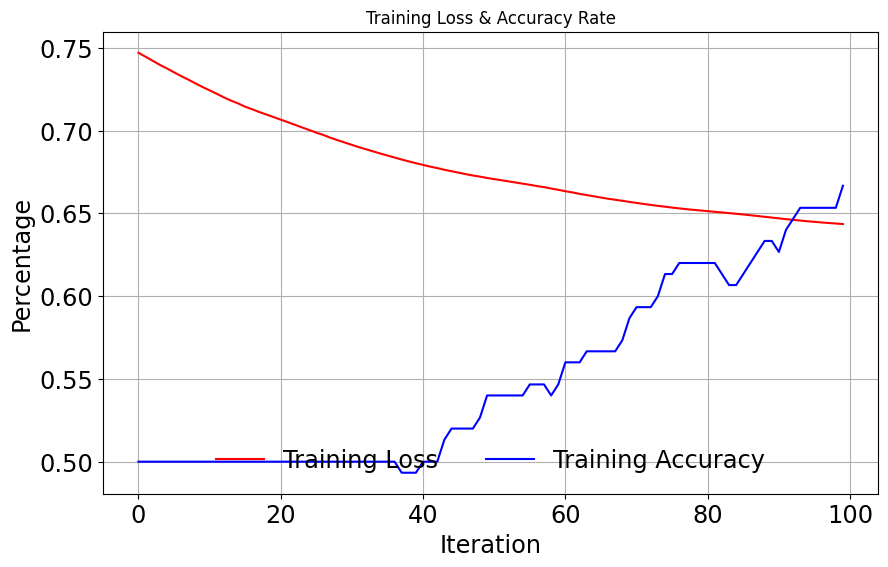 Training Loss & Accuracy Rate
0.75
0.70
0.65
0.60
0.55
0.50
Percentage
Training Loss
Training Accuracy
0 20 40 60 80 100
Iteration